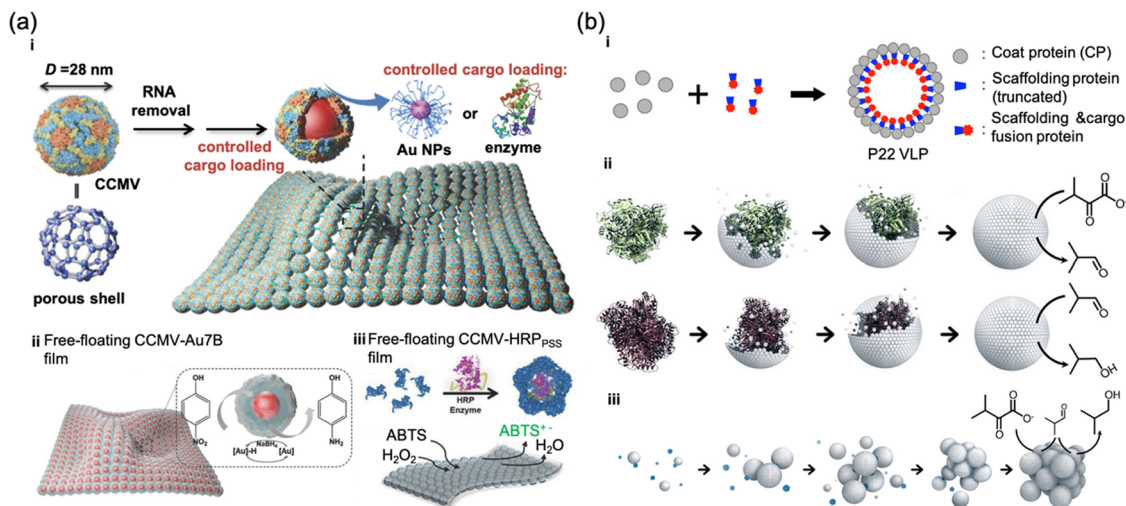 (a)
i
D =28 nm
RNA
removal
controlled
cargo loading
CCMV
=
porous shell
controlled cargo loading:
or
Au NPs
enzyme
ii Free-floating CCMV-Au7B
film
OH
NO₂
NaBH₄
[Au]-H
[Au]
OH
NH₂
iii Free-floating CCMV-HRPPSS
film
HRP
Enzyme
ABTS
H₂O₂
ABTS⁺·
H₂O
(b)
i
+
P22 VLP
: Coat protein (CP)
: Scaffolding protein
(truncated)
: Scaffolding &cargo
fusion protein
ii
O
O
O⁻
O
O
OH
iii
O
O
O⁻
O
OH